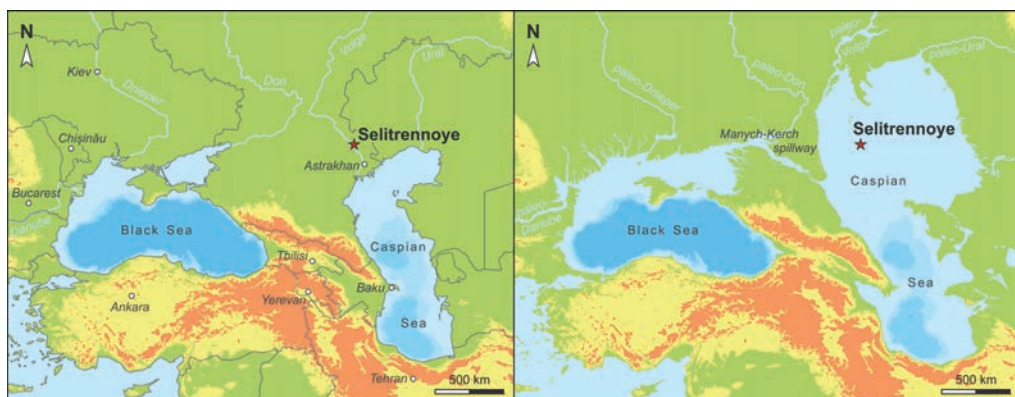 N
Kiev
Dnieper
Don
Volga
Ural
Selitrennoye
Chișinău
Astrakhan
Bucarest
Danube
Black Sea
Caspian
Tbilisi
Baku
Ankara
Yerevan
Sea
Tehran
500 km
N
paleo-Dnieper
paleo-Don
paleo-
Volga
paleo-Ural
Selitrennoye
Manych-Kerch
spillway
Caspian
paleo-
Danube
Black Sea
Sea
500 km